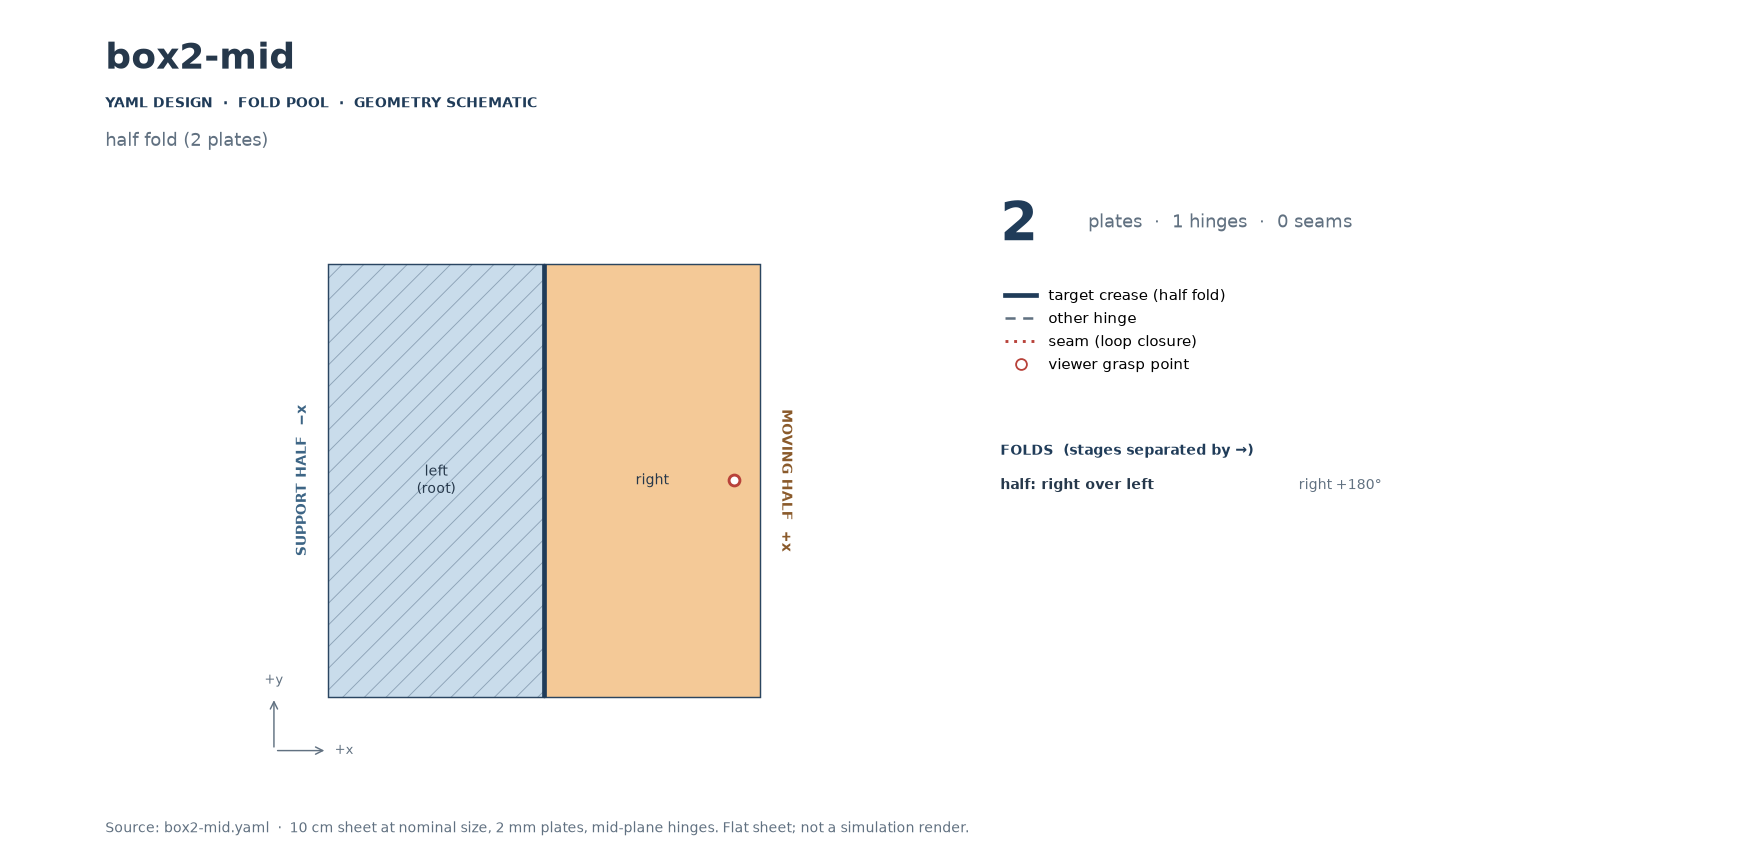 box2-mid
YAML DESIGN · FOLD POOL · GEOMETRY SCHEMATIC
half fold (2 plates)
2 plates · 1 hinges · 0 seams
target crease (half fold)
other hinge
seam (loop closure)
viewer grasp point
SUPPORT HALF −x
left
(root)
right
MOVING HALF +x
FOLDS (stages separated by →)
half: right over left right +180°
+y
+x
Source: box2-mid.yaml · 10 cm sheet at nominal size, 2 mm plates, mid-plane hinges. Flat sheet; not a simulation render.